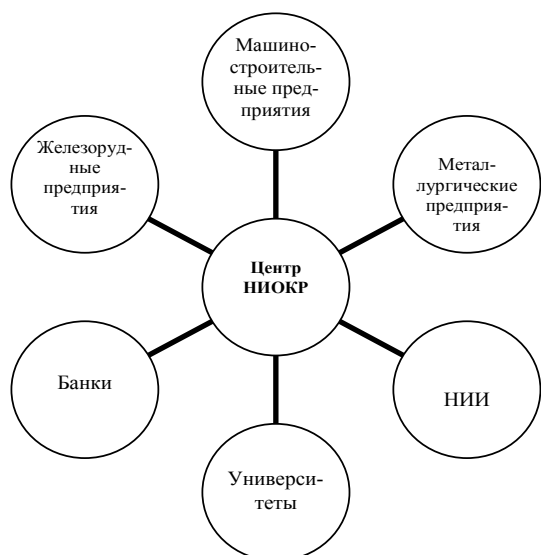 Машино-
строитель-
ные пред-
приятия
Железоруд-
ные
предприя-
тия
Метал-
лургические
предприя-
тия
Центр
НИОКР
Банки
НИИ
Универси-
теты